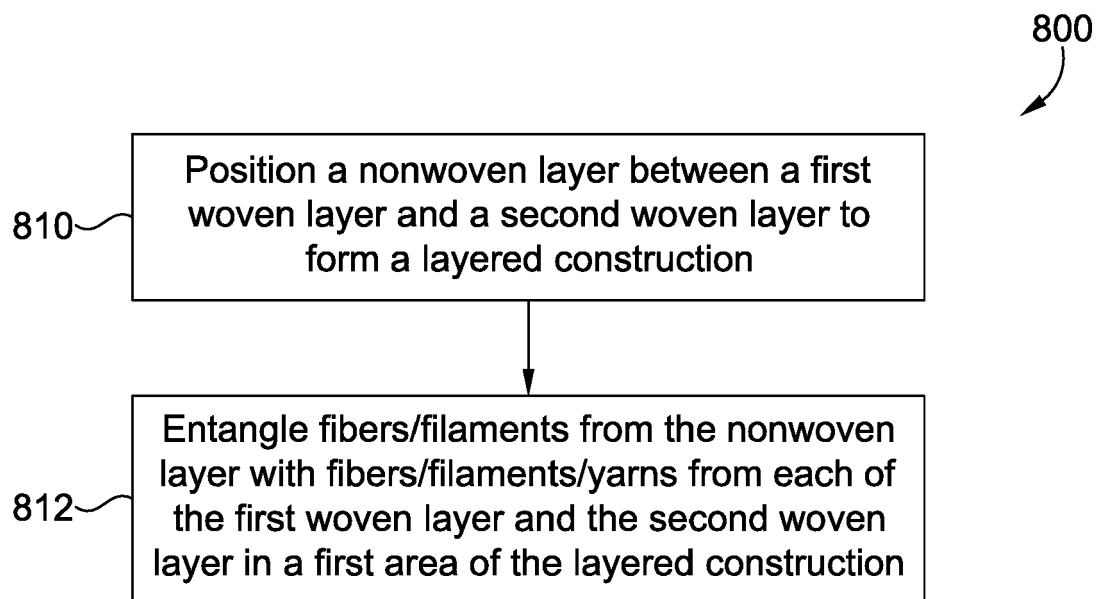 800
Position a nonwoven layer between a first
woven layer and a second woven layer to
form a layered construction
810
Entangle fibers/filaments from the nonwoven
layer with fibers/filaments/yarns from each of
the first woven layer and the second woven
layer in a first area of the layered construction
812